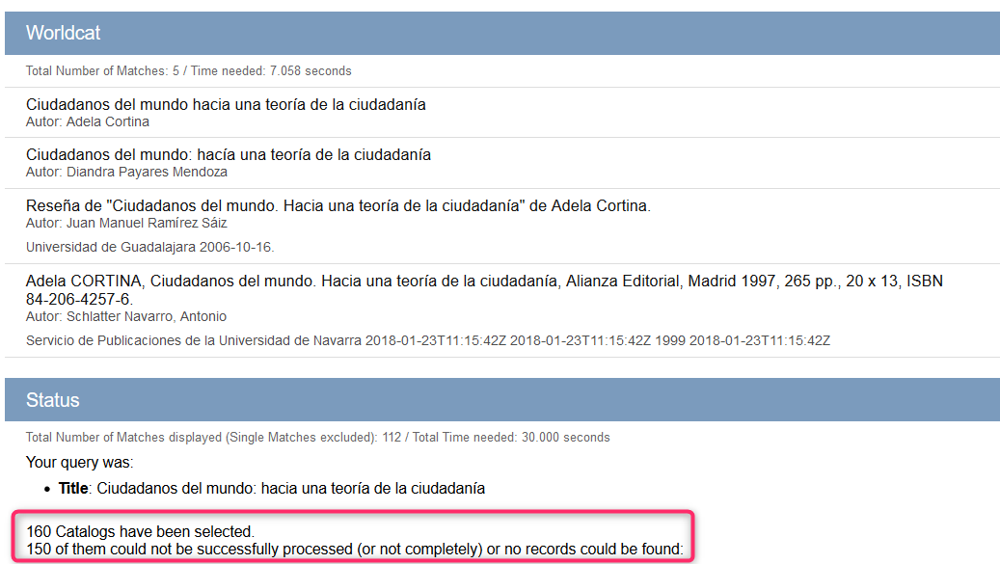 Worldcat
Total Number of Matches: 5 / Time needed: 7.058 seconds
Ciudadanos del mundo hacia una teoría de la ciudadanía
Autor: Adela Cortina
Ciudadanos del mundo: hacía una teoría de la ciudadanía
Autor: Diandra Payares Mendoza
Reseña de "Ciudadanos del mundo. Hacia una teoría de la ciudadanía" de Adela Cortina.
Autor: Juan Manuel Ramírez Sáiz
Universidad de Guadalajara 2006-10-16.
Adela CORTINA, Ciudadanos del mundo. Hacia una teoría de la ciudadanía, Alianza Editorial, Madrid 1997, 265 pp., 20 x 13, ISBN
84-206-4257-6.
Autor: Schlatter Navarro, Antonio
Servicio de Publicaciones de la Universidad de Navarra 2018-01-23T11:15:42Z 2018-01-23T11:15:42Z 1999 2018-01-23T11:15:42Z
Status
Total Number of Matches displayed (Single Matches excluded): 112 / Total Time needed: 30.000 seconds
Your query was:
• Title: Ciudadanos del mundo: hacia una teoría de la ciudadanía
160 Catalogs have been selected.
150 of them could not be successfully processed (or not completely) or no records could be found: